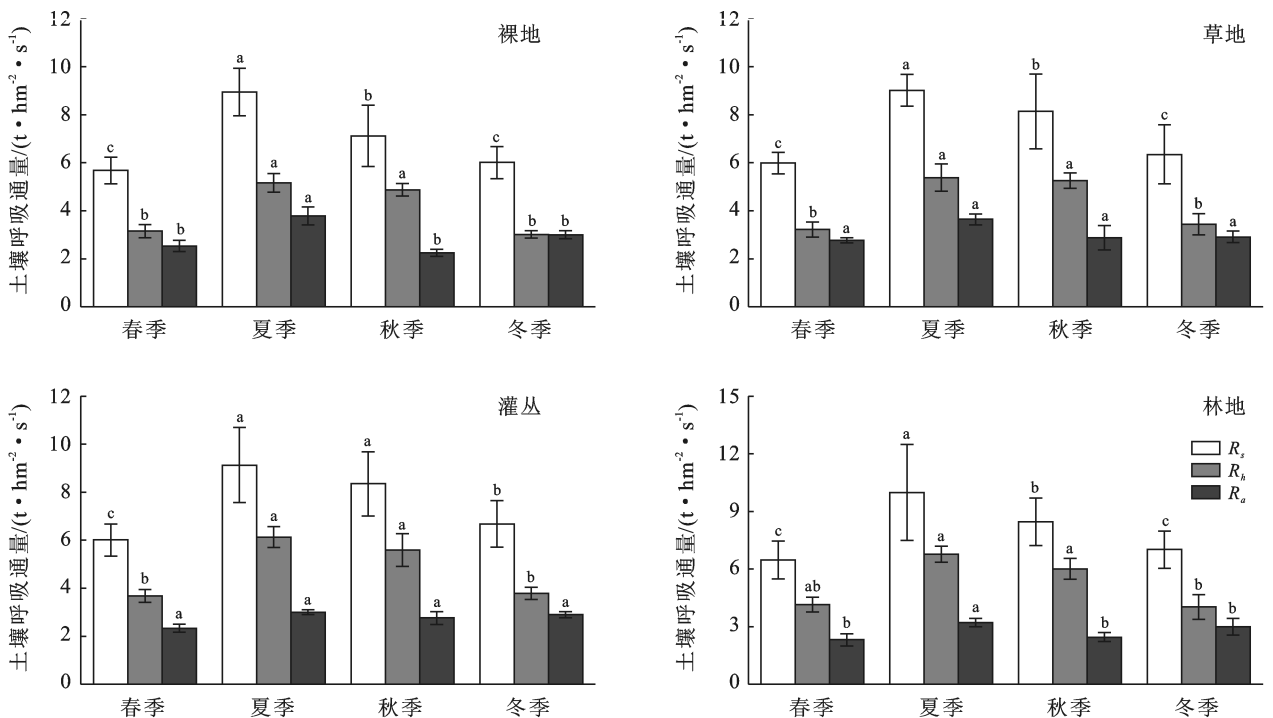 12
10
8
6
4
2
0
土壤呼吸通量/(t·hm⁻²·s⁻¹)
裸地
c b b
a a a
b a b
c b b
春季 夏季 秋季 冬季
12
10
8
6
4
2
0
土壤呼吸通量/(t·hm⁻²·s⁻¹)
草地
c b a
a a a
b a a
c b a
春季 夏季 秋季 冬季
12
10
8
6
4
2
0
土壤呼吸通量/(t·hm⁻²·s⁻¹)
灌丛
c b a
a a a
a a a
b b a
春季 夏季 秋季 冬季
15
12
9
6
3
0
土壤呼吸通量/(t·hm⁻²·s⁻¹)
林地
Rs
Rh
Ra
c ab b
a a a
b a b
c b b
春季 夏季 秋季 冬季